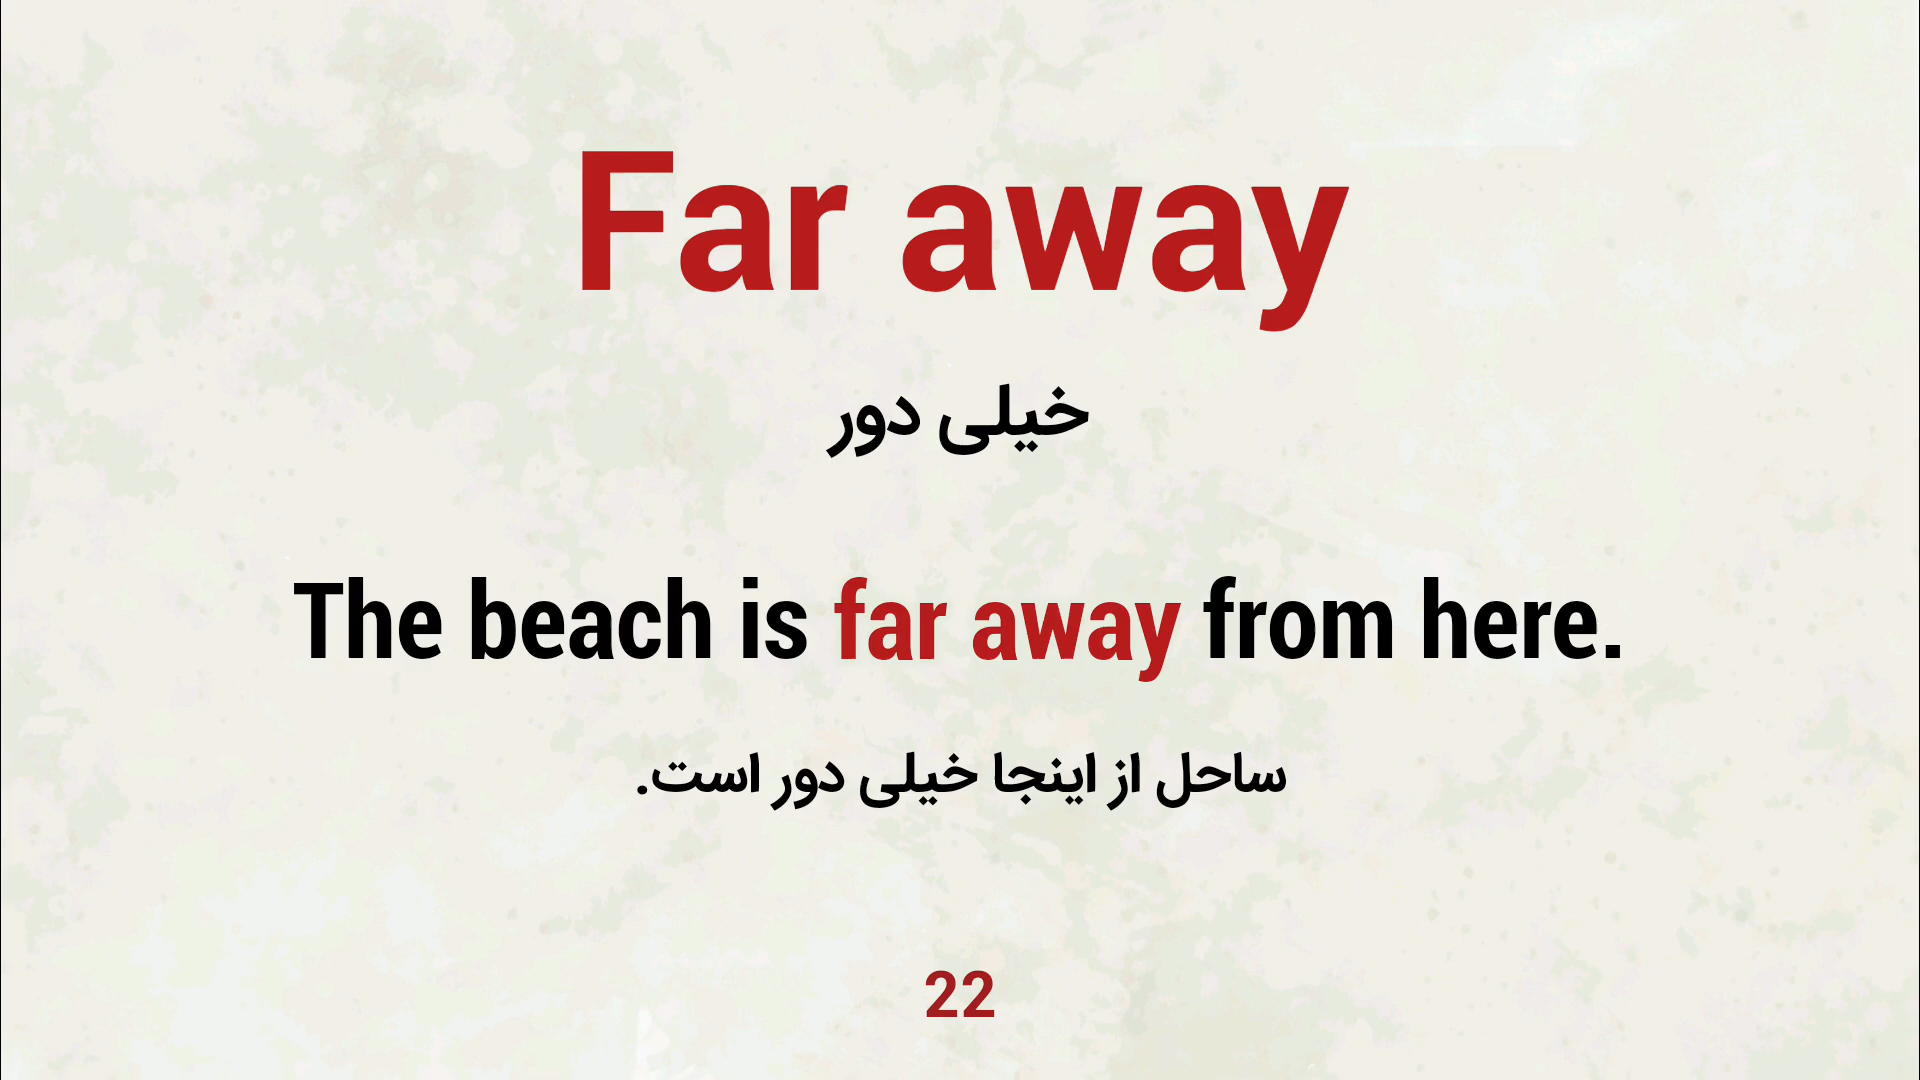 Far away
خیلی دور
The beach is far away from here.
ساحل از اینجا خیلی دور است.
22